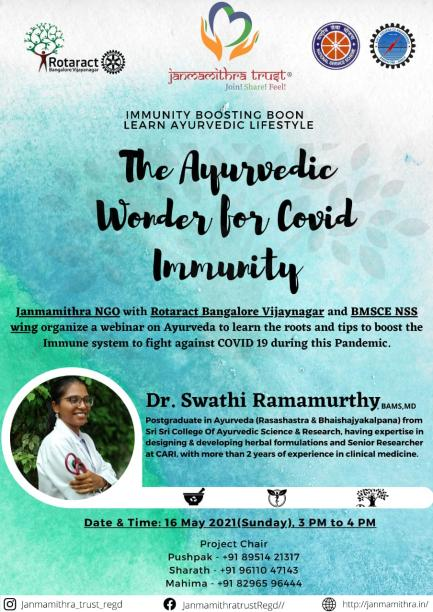 Rotaract
Bangalore Vijayanagar
janmamithra trust®
Join! Share! Feel!
IMMUNITY BOOSTING BOON
LEARN AYURVEDIC LIFESTYLE
The Ayurvedic
Wonder for Covid
Immunity
Janmamithra NGO with Rotaract Bangalore Vijaynagar and BMSCE NSS
wing organize a webinar on Ayurveda to learn the roots and tips to boost the
Immune system to fight against COVID 19 during this Pandemic.
Dr. Swathi Ramamurthy, BAMS,MD
Postgraduate in Ayurveda (Rasashastra & Bhaishajyakalpana) from
Sri Sri College Of Ayurvedic Science & Research, having expertise in
designing & developing herbal formulations and Senior Researcher
at CARI, with more than 2 years of experience in clinical medicine.
Date & Time: 16 May 2021(Sunday), 3 PM to 4 PM
Project Chair
Pushpak - +91 89514 21317
Sharath - +91 96110 47143
Mahima - +91 82965 96444
Janmamithra_trust_regd
JanmamithratrustRegd//
http://janmamithra.in/